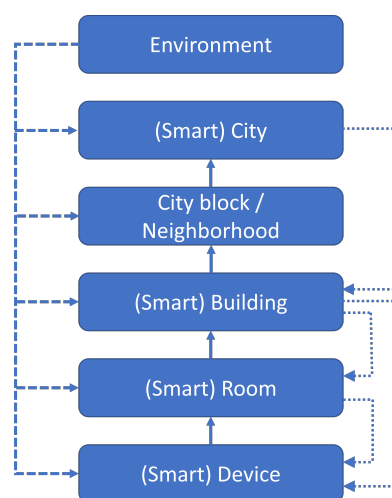 Environment
(Smart) City
City block /
Neighborhood
(Smart) Building
(Smart) Room
(Smart) Device